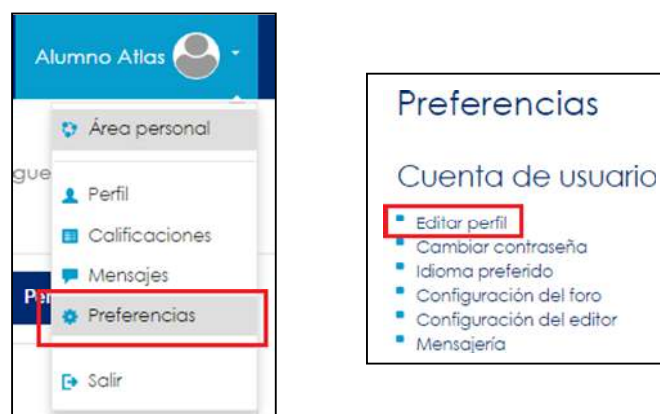 Alumno Atlas
Área personal
gue
Perfil
Calificaciones
Mensajes
Per
Preferencias
Salir
Preferencias
Cuenta de usuario
Editar perfil
Cambiar contraseña
Idioma preferido
Configuración del foro
Configuración del editor
Mensajería